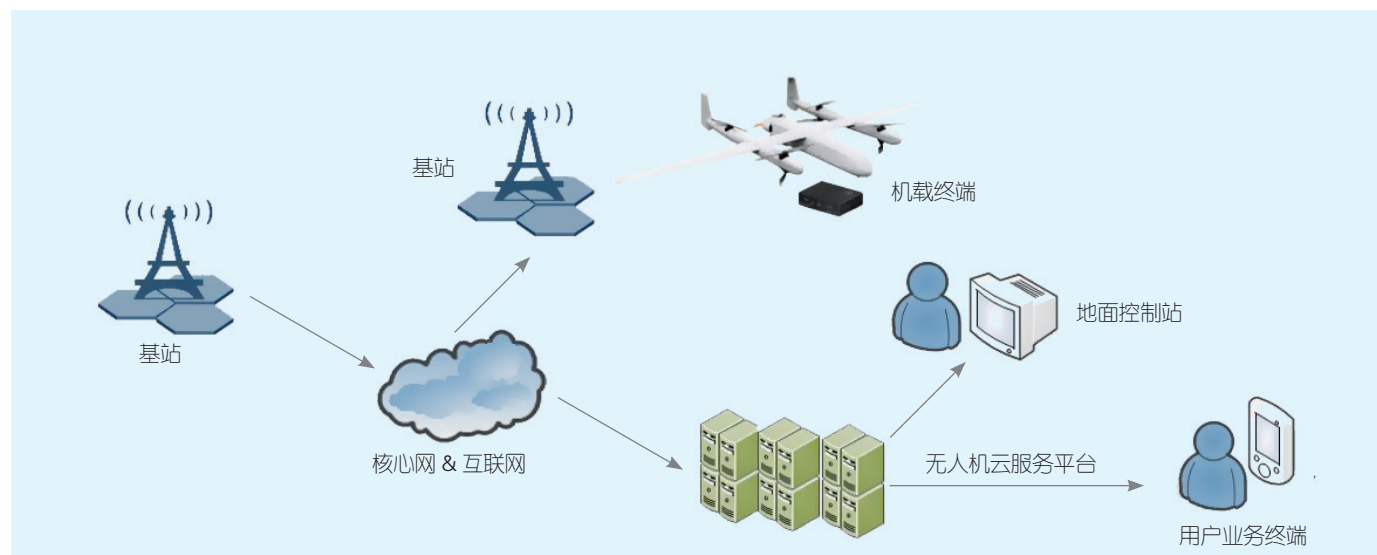 基站
机载终端
地面控制站
基站
核心网 & 互联网
无人机云服务平台
用户业务终端